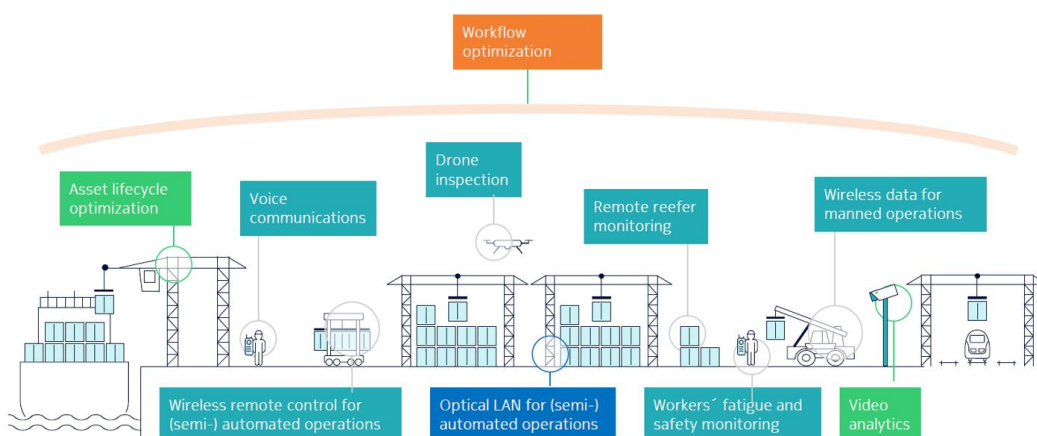 Workflow
optimization
Drone
inspection
Asset lifecycle
optimization
Voice
communications
Remote reefer
monitoring
Wireless data for
manned operations
Wireless remote control for
(semi-) automated operations
Optical LAN for (semi-)
automated operations
Workers´ fatigue and
safety monitoring
Video
analytics